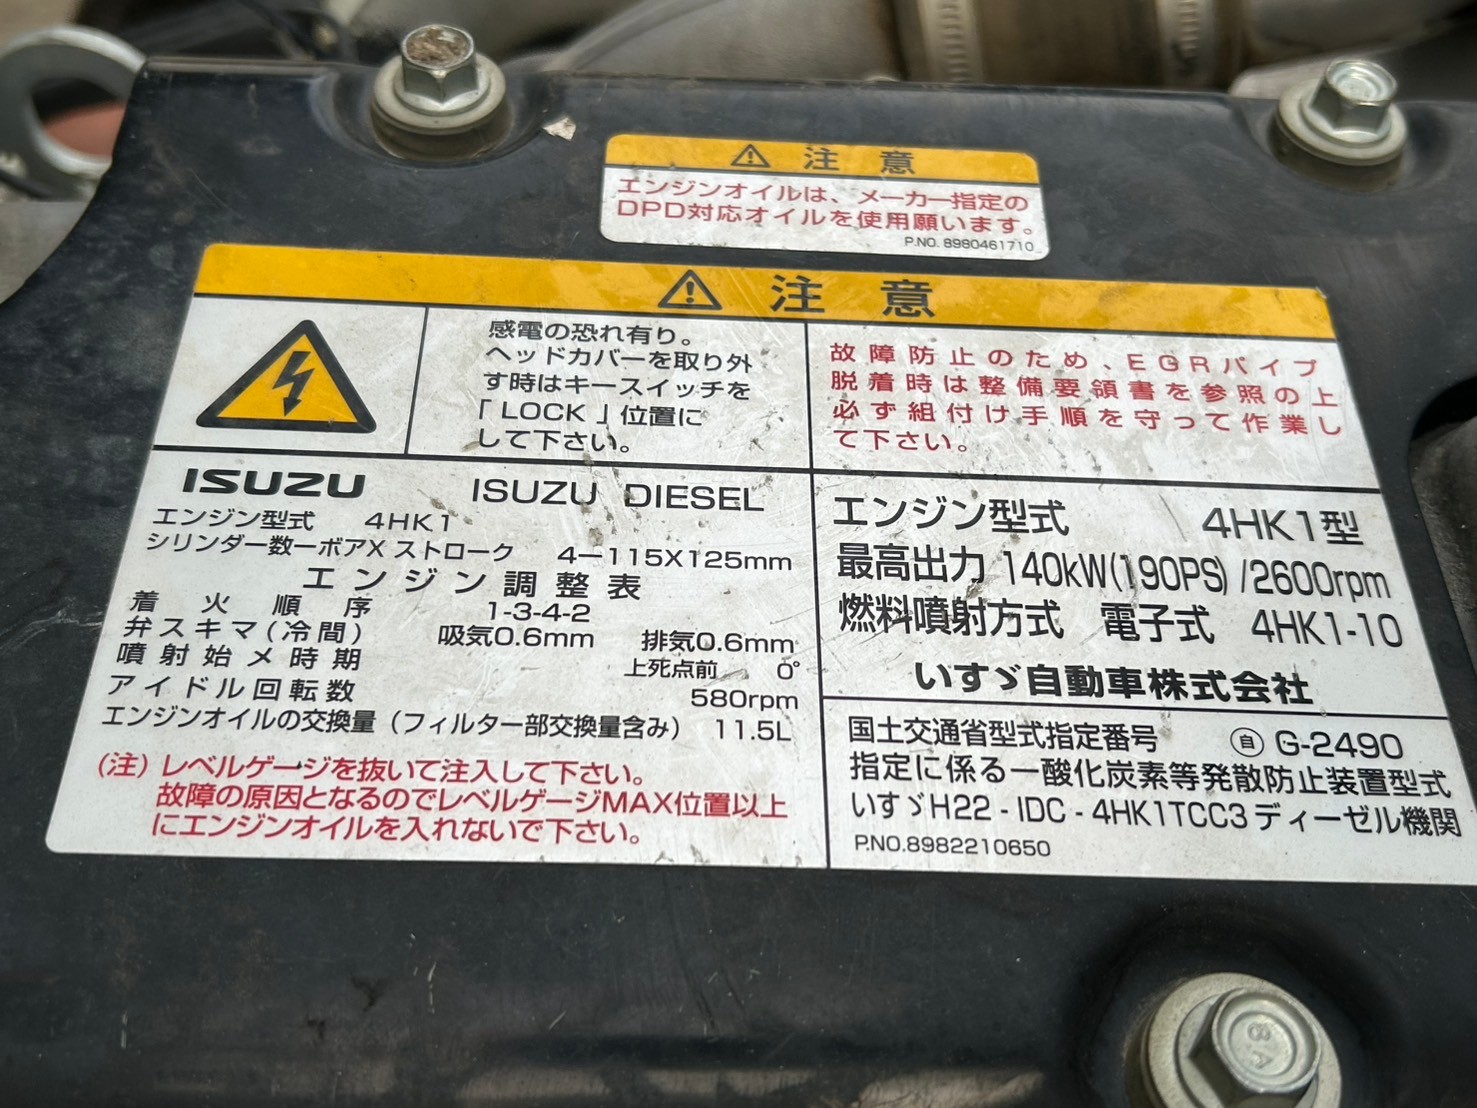 ⚠ 注意
エンジンオイルは、メーカー指定の
DPD対応オイルを使用願います。
P.NO. 8980461710
⚠ 注意
感電の恐れ有り。
ヘッドカバーを取り外
す時はキースイッチを
「LOCK」位置に
して下さい。
故障防止のため、EGRパイプ
脱着時は整備要領書を参照の上
必ず組付け手順を守って作業し
て下さい。
ISUZU ISUZU DIESEL
エンジン型式 4HK1
シリンダー数ーボアX ストローク 4ー115X125mm
エンジン調整表
着火順序 1-3-4-2
弁スキマ(冷間) 吸気0.6mm 排気0.6mm
噴射始メ時期 上死点前 0°
アイドル回転数 580rpm
エンジンオイルの交換量(フィルター部交換量含み) 11.5L
(注)レベルゲージを抜いて注入して下さい。
故障の原因となるのでレベルゲージMAX位置以上
にエンジンオイルを入れないで下さい。
エンジン型式 4HK1型
最高出力 140kW(190PS)/2600rpm
燃料噴射方式 電子式 4HK1-10
いすゞ自動車株式会社
国土交通省型式指定番号 自 G-2490
指定に係る一酸化炭素等発散防止装置型式
いすゞH22-IDC-4HK1TCC3ディーゼル機関
P.NO.8982210650
8